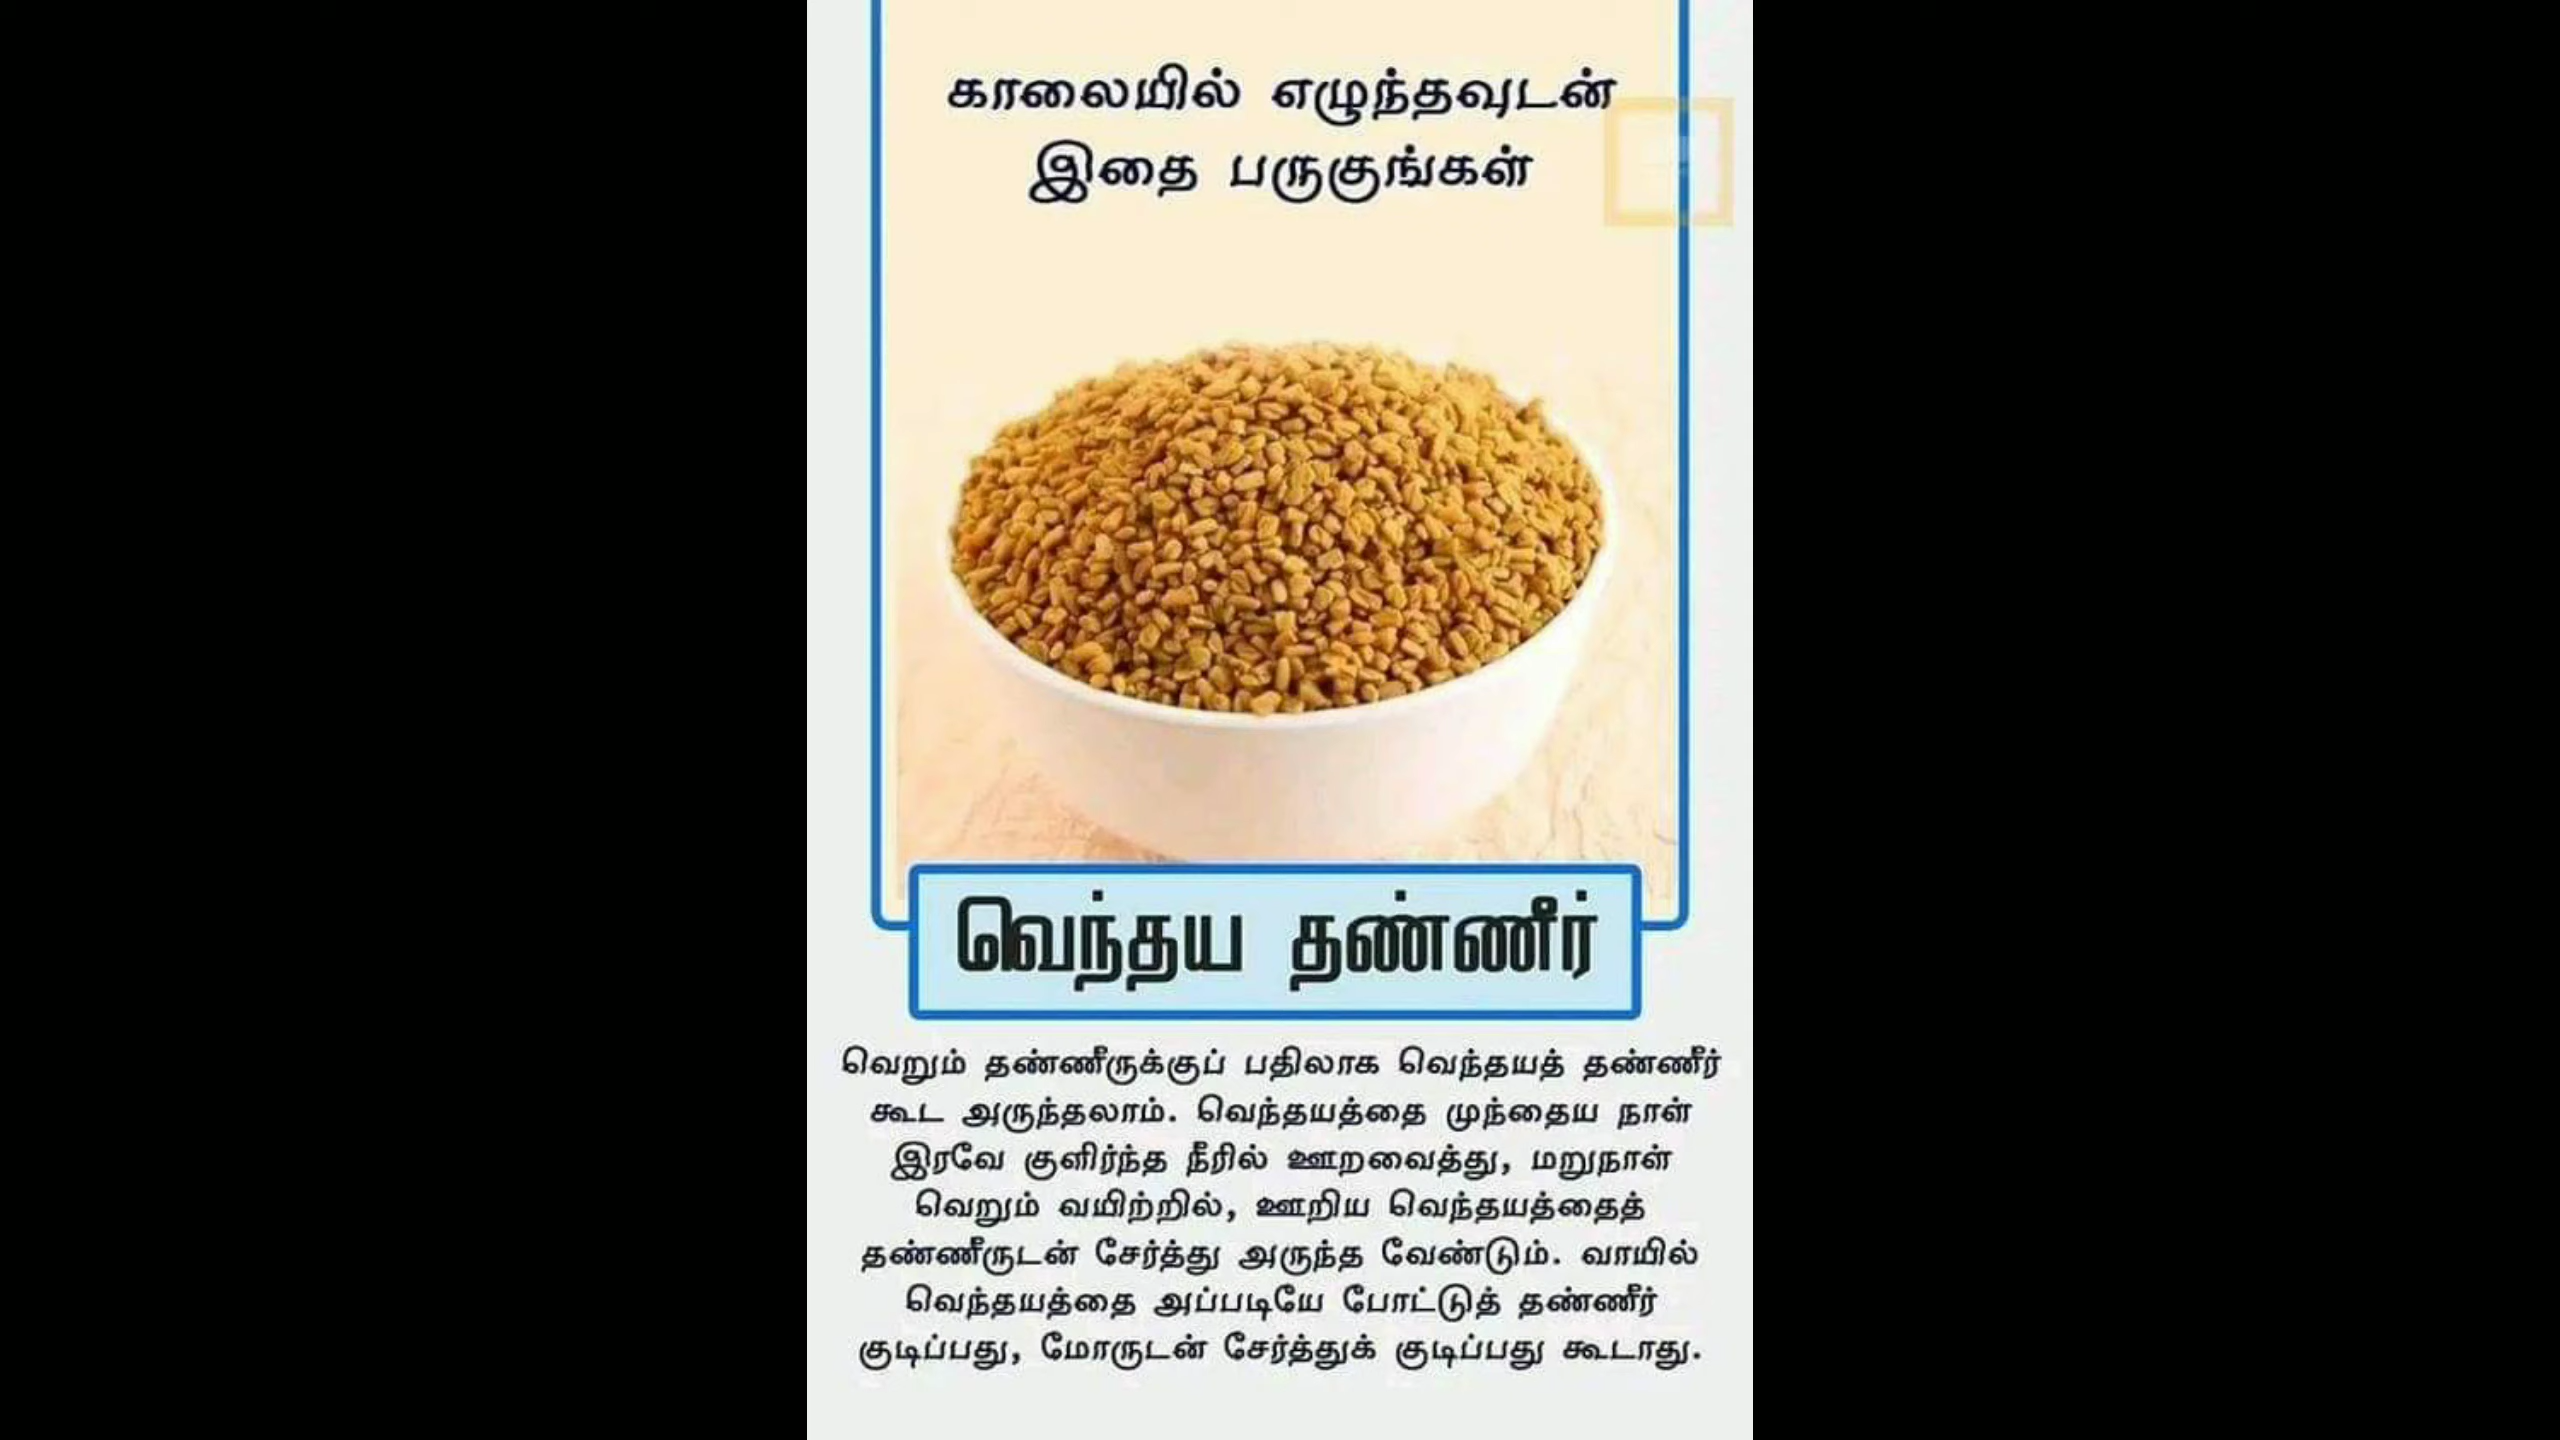 காலையில் எழுந்தவுடன்
இதை பருகுங்கள்
வெந்தய தண்ணீர்
வெறும் தண்ணீருக்குப் பதிலாக வெந்தயத் தண்ணீர்
கூட அருந்தலாம். வெந்தயத்தை முந்தைய நாள்
இரவே குளிர்ந்த நீரில் ஊறவைத்து, மறுநாள்
வெறும் வயிற்றில், ஊறிய வெந்தயத்தைத்
தண்ணீருடன் சேர்த்து அருந்த வேண்டும். வாயில்
வெந்தயத்தை அப்படியே போட்டுத் தண்ணீர்
குடிப்பது, மோருடன் சேர்த்துக் குடிப்பது கூடாது.